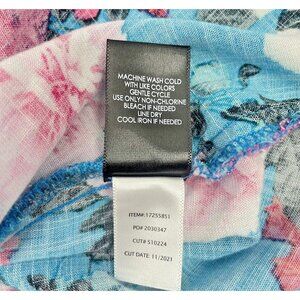 MACHINE WASH COLD
WITH LIKE COLORS
GENTLE CYCLE
USE ONLY NON-CHLORINE
BLEACH IF NEEDED
LINE DRY
COOL IRON IF NEEDED
ITEM#: 17255851
PO# 2030347
CUT# 510224
CUT DATE 11/2021